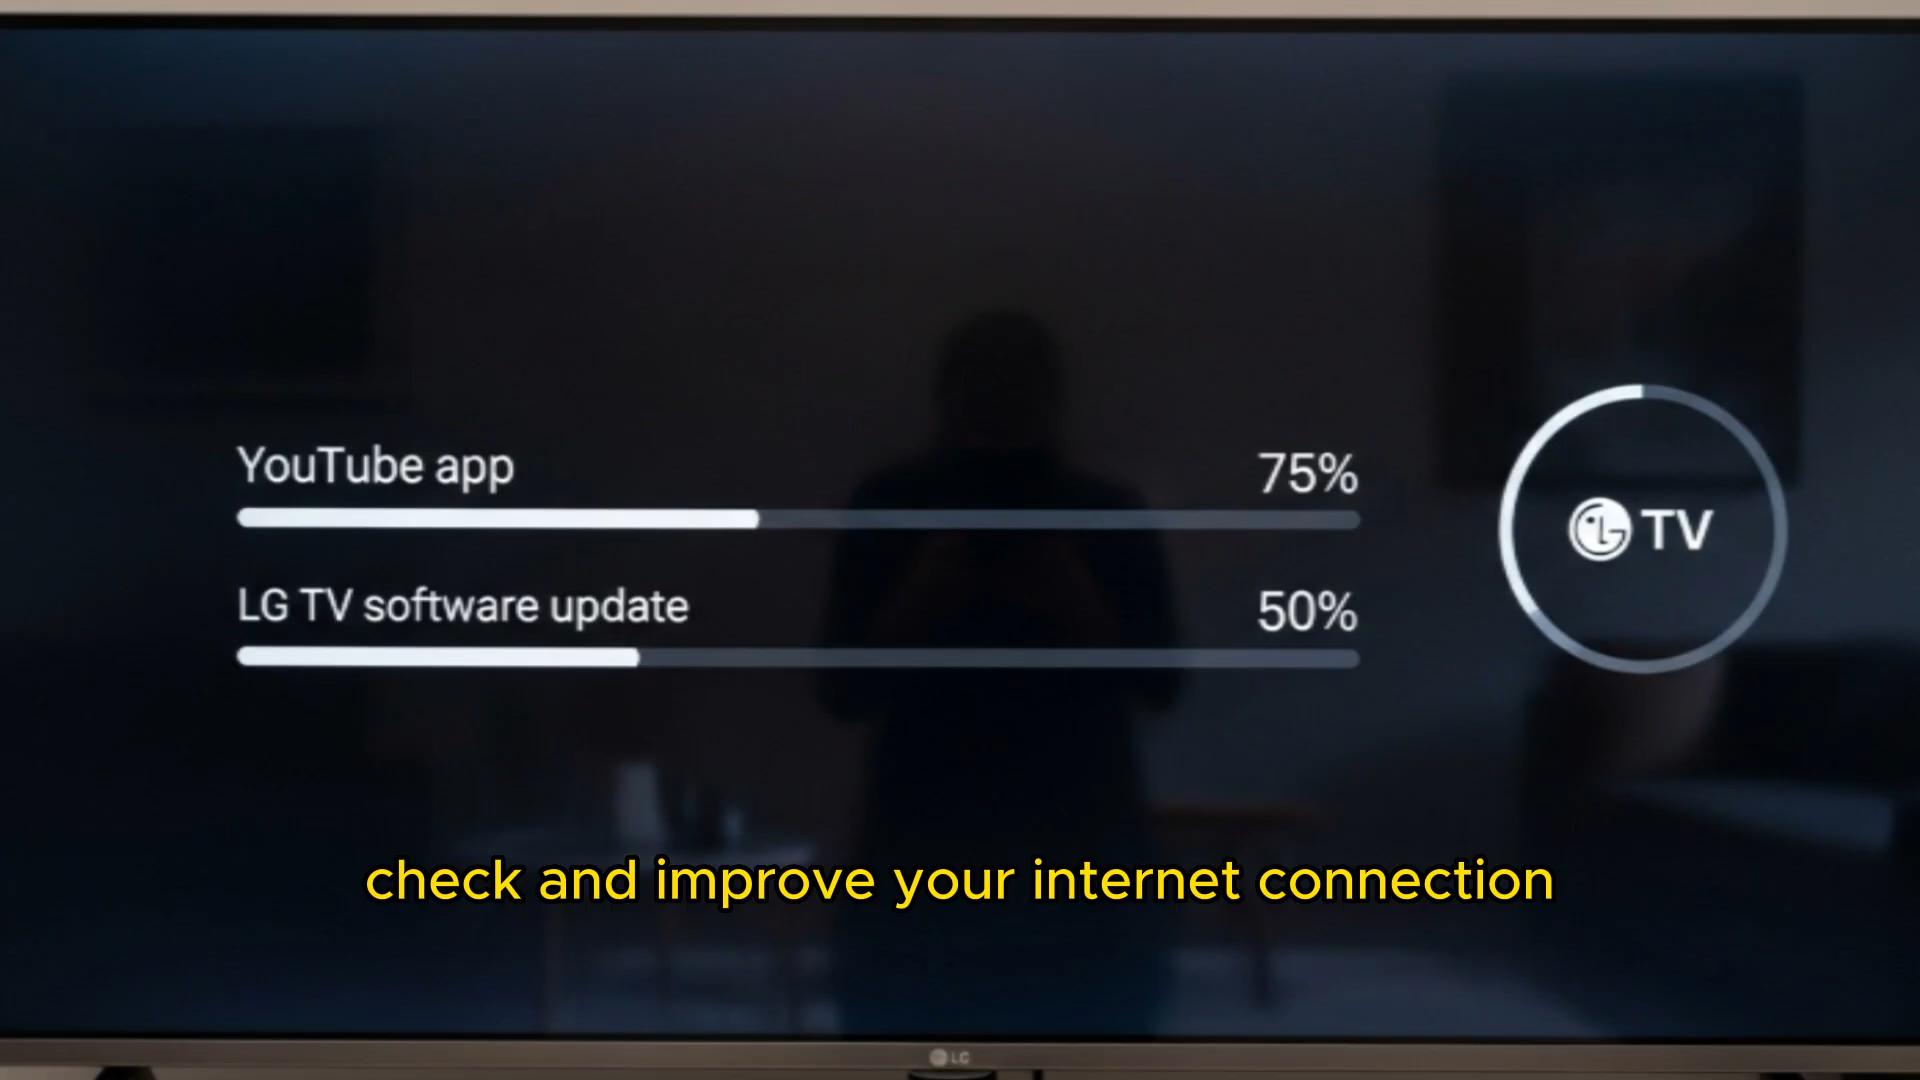 YouTube app
75%
LG TV software update
50%
LG TV
check and improve your internet connection
LG